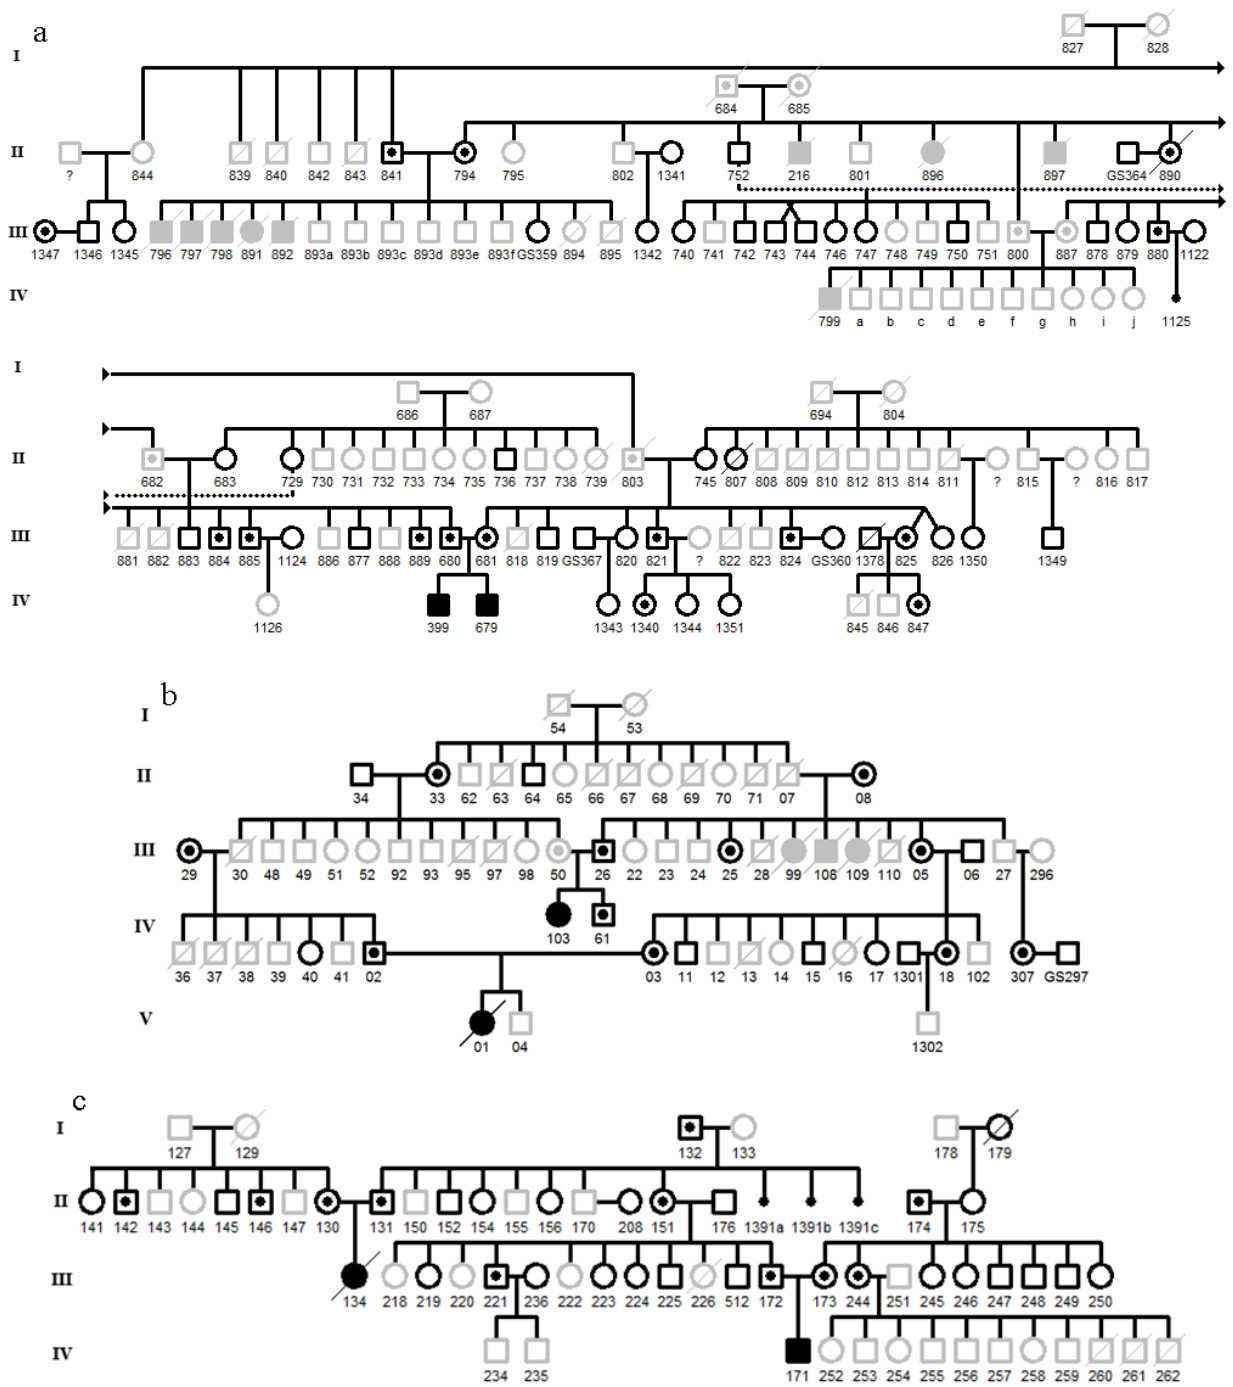 a
I
827 828
684 685
II
? 844 839 840 842 843 841 794 795 802 1341 752 216 801 896 897 GS364 890
III
1347 1346 1345 796 797 798 891 892 893a 893b 893c 893d 893e 893f GS359 894 895 1342 740 741 742 743 744 746 747 748 749 750 751 800 887 878 879 880 1122
IV
799 a b c d e f g h i j 1125
I
686 687 694 804
II
682 683 729 730 731 732 733 734 735 736 737 738 739 803 745 807 808 809 810 812 813 814 811 ? 815 ? 816 817
III
881 882 883 884 885 1124 886 877 888 889 680 681 818 819 GS367 820 821 ? 822 823 824 GS360 1378 825 826 1350 1349
IV
1126 399 679 1343 1340 1344 1351 845 846 847
b
I
54 53
II
34 33 62 63 64 65 66 67 68 69 70 71 07 08
III
29 30 48 49 51 52 92 93 95 97 98 50 26 22 23 24 25 28 99 108 109 110 05 06 27 296
IV
103 61
36 37 38 39 40 41 02 03 11 12 13 14 15 16 17 1301 18 102 307 GS297
V
01 04 1302
c
I
127 129 132 133 178 179
II
141 142 143 144 145 146 147 130 131 150 152 154 155 156 170 208 151 176 1391a 1391b 1391c 174 175
III
134 218 219 220 221 236 222 223 224 225 226 512 172 173 244 251 245 246 247 248 249 250
IV
234 235 171 252 253 254 255 256 257 258 259 260 261 262